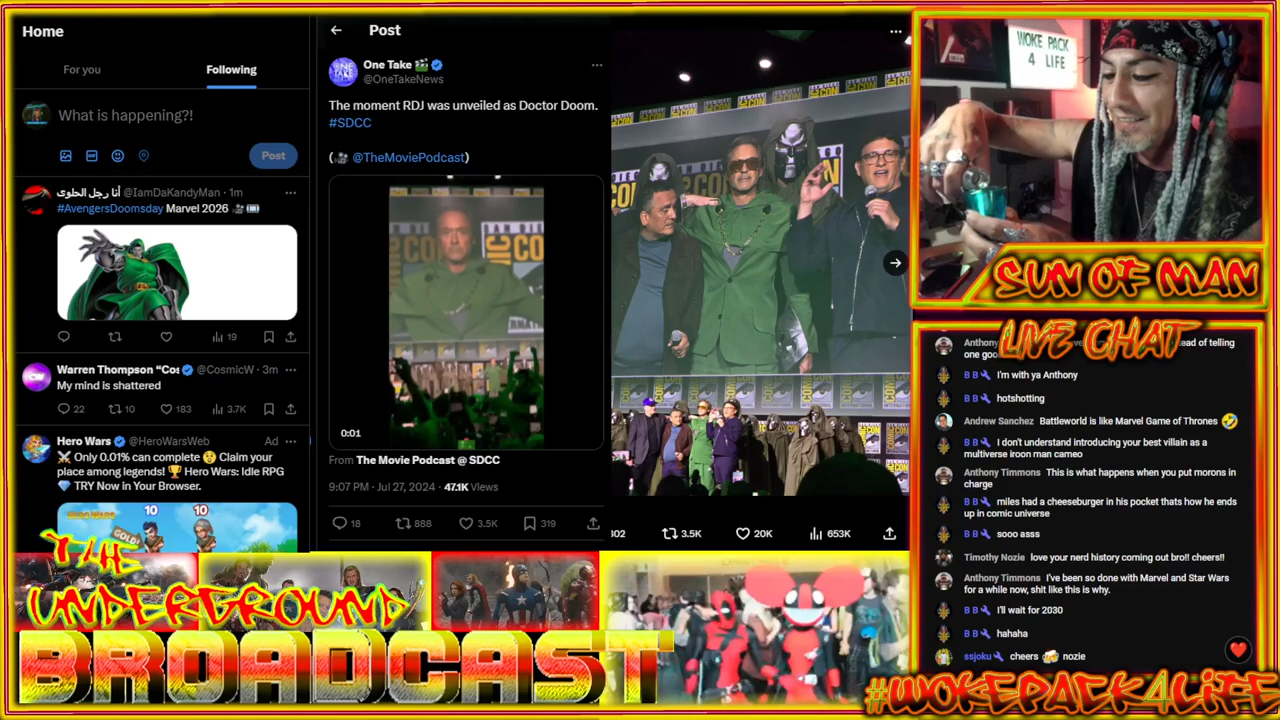 Home
For you
Following
What is happening?!
Post
أنا رجل الحلوى @IamDaKandyMan · 1m
#AvengersDoomsday Marvel 2026
19
Warren Thompson “Cos @CosmicW · 3m
My mind is shattered
22 10 183 3.7K
Hero Wars @HeroWarsWeb Ad
Only 0.01% can complete Claim your
place among legends! Hero Wars: Idle RPG
TRY Now in Your Browser.
10 10
GOLD!
Post
One Take
@OneTakeNews
The moment RDJ was unveiled as Doctor Doom.
#SDCC
( @TheMoviePodcast)
0:01
From The Movie Podcast @ SDCC
9:07 PM · Jul 27, 2024 · 47.1K Views
18 888 3.5K 319
3.5K 20K 653K
WOKE PACK
4 LIFE
SUN OF MAN
LIVE CHAT
ead of telling
one goo
B B I'm with ya Anthony
B B hotshotting
Andrew Sanchez Battleworld is like Marvel Game of Thrones
B B I don't understand introducing your best villain as a
multiverse iroon man cameo
Anthony Timmons This is what happens when you put morons in
charge
B B miles had a cheeseburger in his pocket thats how he ends
up in comic universe
B B sooo asss
Timothy Nozie love your nerd history coming out bro!! cheers!!
Anthony Timmons I've been so done with Marvel and Star Wars
for a while now, shit like this is why.
B B I'll wait for 2030
B B hahaha
ssjoku cheers nozie
THE
UNDERGROUND
BROADCAST
#WOKEPACK4LIFE